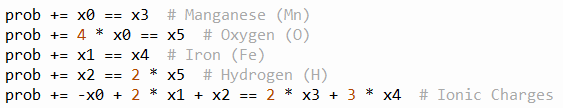 prob += x0 == x3  # Manganese (Mn)
prob += 4 * x0 == x5  # Oxygen (O)
prob += x1 == x4  # Iron (Fe)
prob += x2 == 2 * x5  # Hydrogen (H)
prob += -x0 + 2 * x1 + x2 == 2 * x3 + 3 * x4  # Ionic Charges